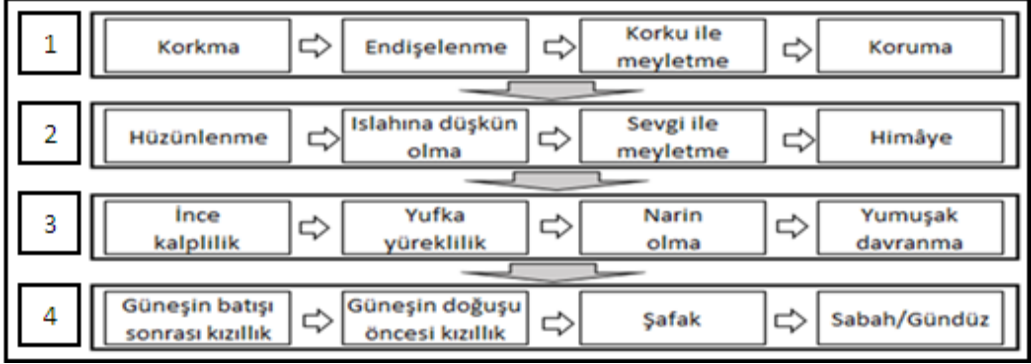 1
Korkma
Endişelenme
Korku ile
meyletme
Koruma
2
Hüzünlenme
Islahına düşkün
olma
Sevgi ile
meyletme
Himâye
3
İnce
kalplilik
Yufka
yüreklilik
Narin
olma
Yumuşak
davranma
4
Güneşin batışı
sonrası kızıllık
Güneşin doğuşu
öncesi kızıllık
Şafak
Sabah/Gündüz